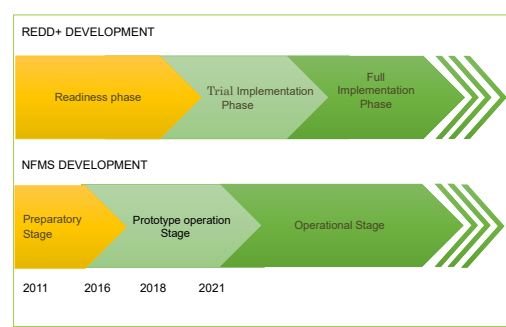 REDD+ DEVELOPMENT
Readiness phase
Trial Implementation
Phase
Full
Implementation
Phase
NFMS DEVELOPMENT
Preparatory
Stage
Prototype operation
Stage
Operational Stage
2011 2016 2018 2021